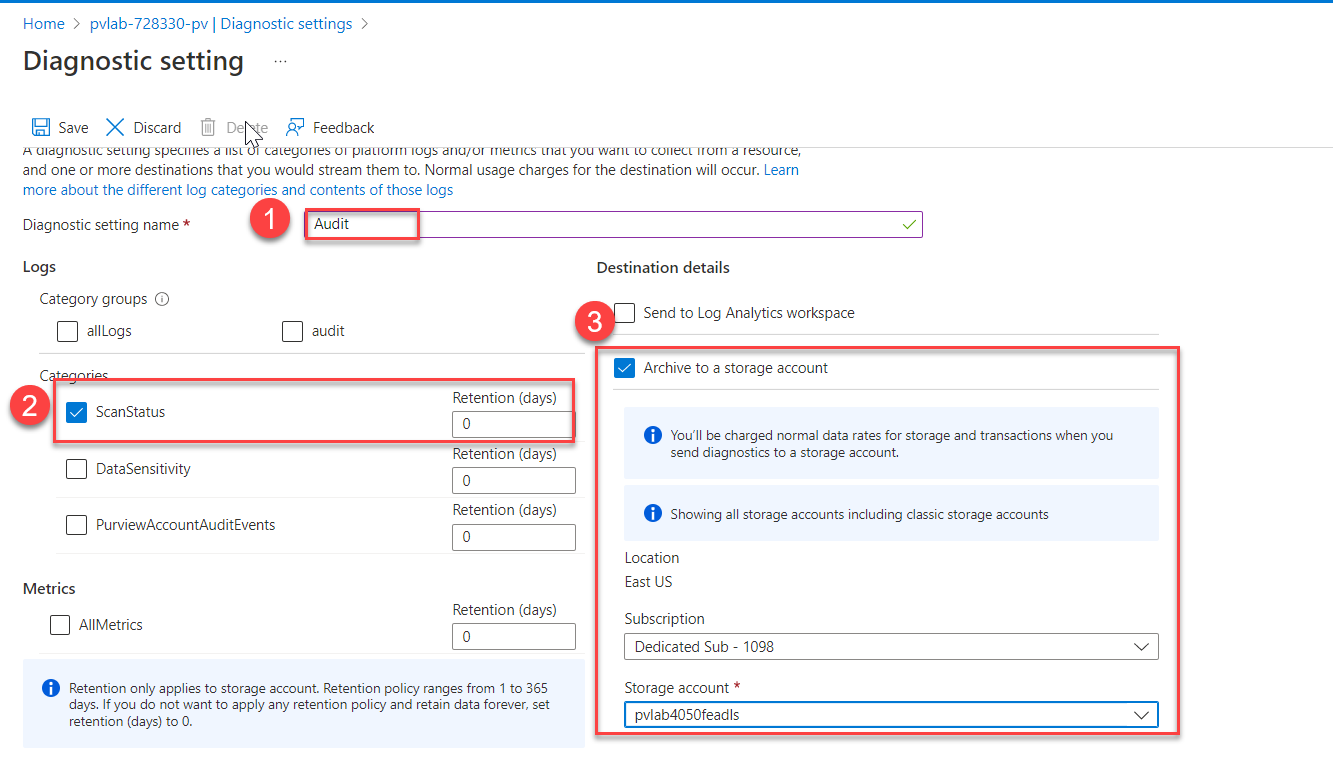 Home > pvlab-728330-pv | Diagnostic settings >
Diagnostic setting ...
Save Discard Delete Feedback
A diagnostic setting specifies a list of categories of platform logs and/or metrics that you want to collect from a resource,
and one or more destinations that you would stream them to. Normal usage charges for the destination will occur. Learn
more about the different log categories and contents of those logs
Diagnostic setting name *
1
Audit
Logs
Category groups
allLogs
audit
Categories
2
ScanStatus
Retention (days)
0
DataSensitivity
Retention (days)
0
PurviewAccountAuditEvents
Retention (days)
0
Metrics
AllMetrics
Retention (days)
0
Retention only applies to storage account. Retention policy ranges from 1 to 365
days. If you do not want to apply any retention policy and retain data forever, set
retention (days) to 0.
Destination details
3
Send to Log Analytics workspace
Archive to a storage account
You'll be charged normal data rates for storage and transactions when you
send diagnostics to a storage account.
Showing all storage accounts including classic storage accounts
Location
East US
Subscription
Dedicated Sub - 1098
Storage account *
pvlab4050feadls